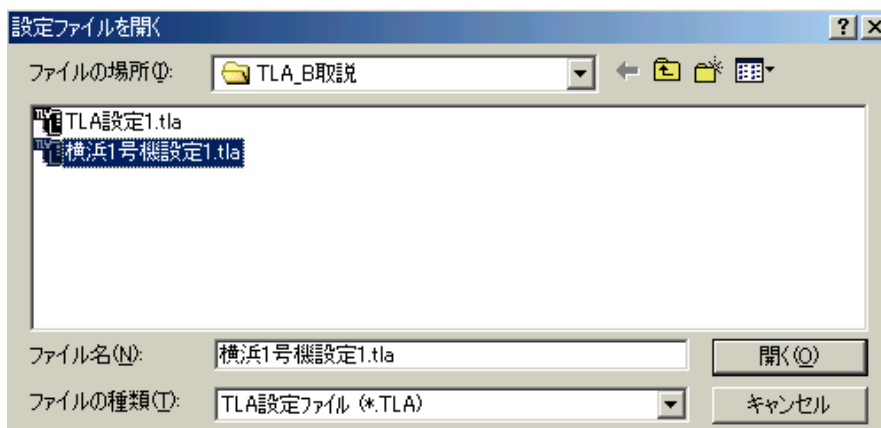 設定ファイルを開く
ファイルの場所(I):
TLA_B取説
TLA設定1.tla
横浜1号機設定1.tla
ファイル名(N):
横浜1号機設定1.tla
開く(O)
ファイルの種類(T):
TLA設定ファイル (*.TLA)
キャンセル